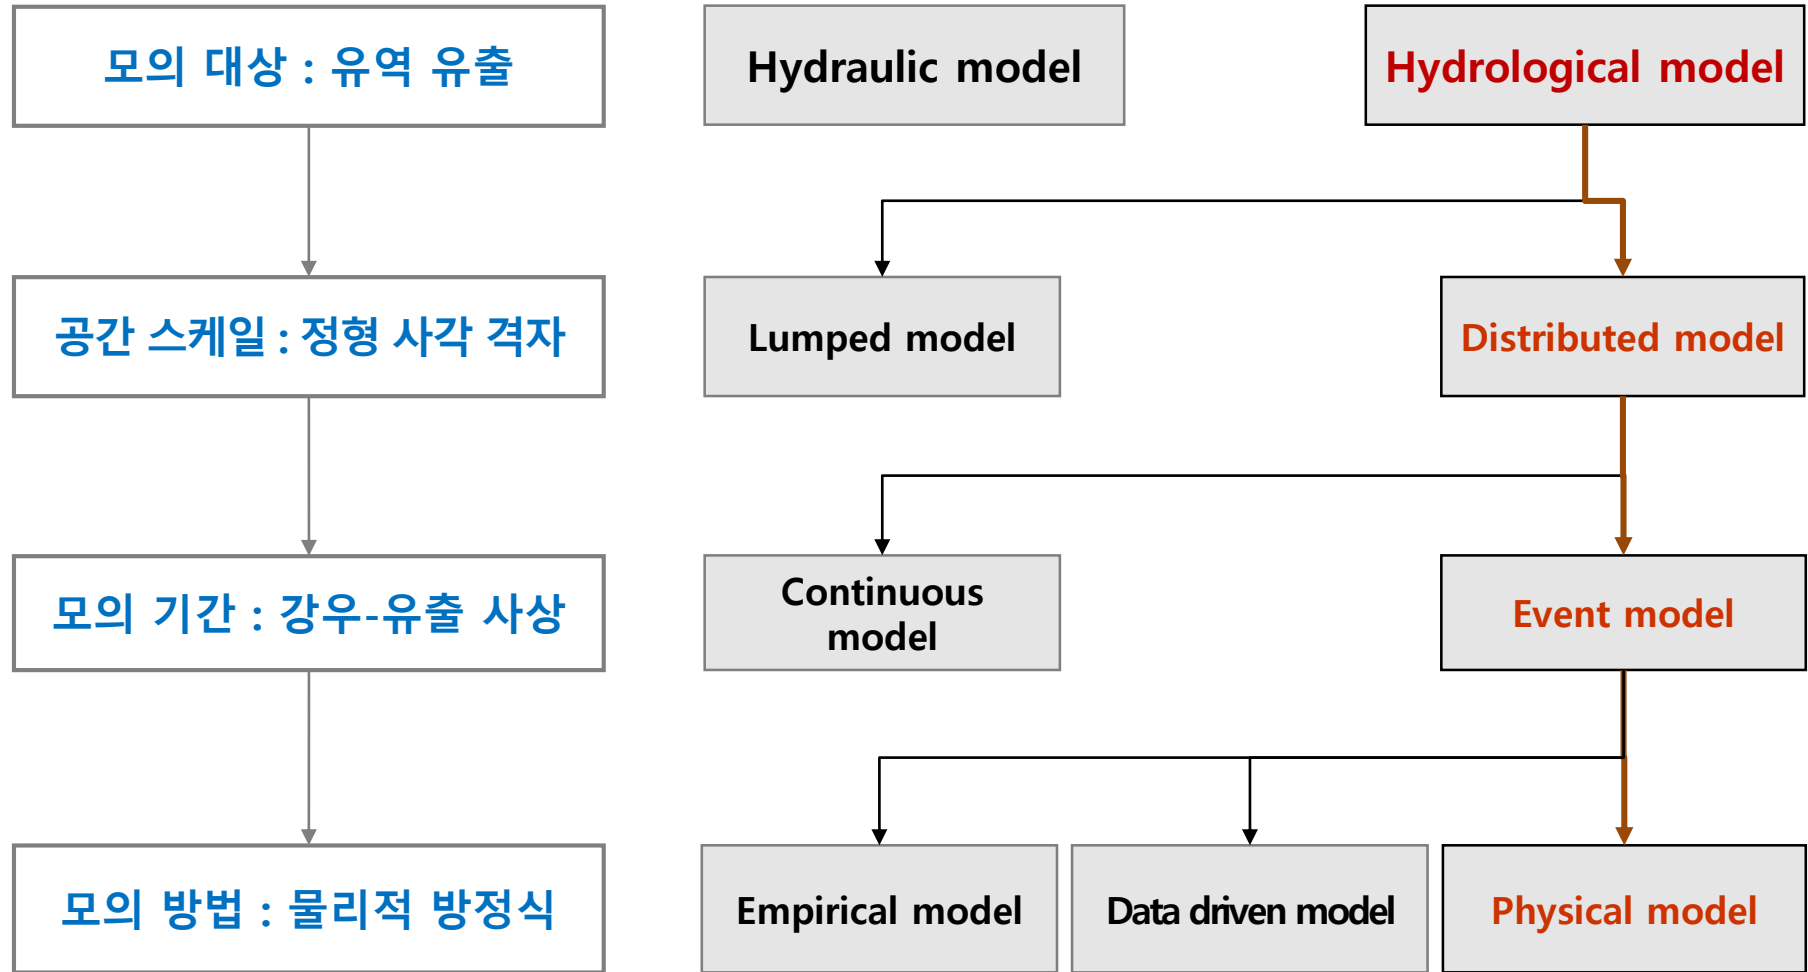 모의 대상 : 유역 유출
Hydraulic model
Hydrological model
공간 스케일 : 정형 사각 격자
Lumped model
Distributed model
모의 기간 : 강우-유출 사상
Continuous
model
Event model
모의 방법 : 물리적 방정식
Empirical model
Data driven model
Physical model